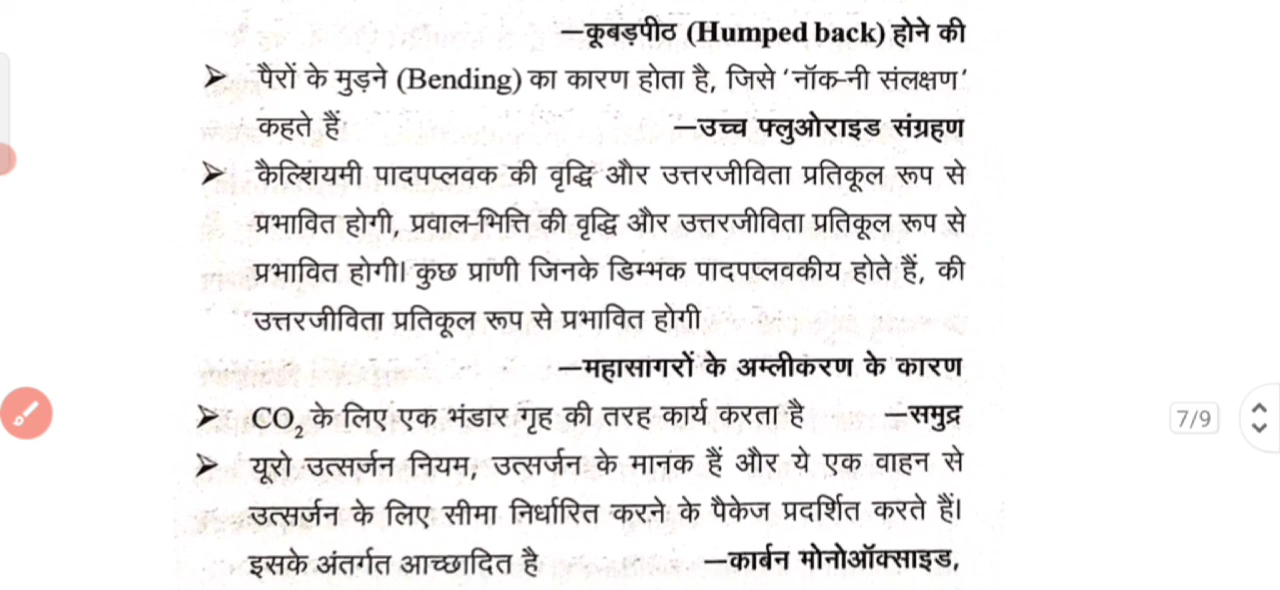 —कूबड़पीठ (Humped back) होने की
➤ पैरों के मुड़ने (Bending) का कारण होता है, जिसे 'नॉक-नी संलक्षण'
कहते हैं —उच्च फ्लुओराइड संग्रहण
➤ कैल्शियमी पादपप्लवक की वृद्धि और उत्तरजीविता प्रतिकूल रूप से
प्रभावित होगी, प्रवाल-भित्ति की वृद्धि और उत्तरजीविता प्रतिकूल रूप से
प्रभावित होगी। कुछ प्राणी जिनके डिम्भक पादपप्लवकीय होते हैं, की
उत्तरजीविता प्रतिकूल रूप से प्रभावित होगी
—महासागरों के अम्लीकरण के कारण
➤ CO₂ के लिए एक भंडार गृह की तरह कार्य करता है —समुद्र
7/9
➤ यूरो उत्सर्जन नियम, उत्सर्जन के मानक हैं और ये एक वाहन से
उत्सर्जन के लिए सीमा निर्धारित करने के पैकेज प्रदर्शित करते हैं।
इसके अंतर्गत आच्छादित है —कार्बन मोनोऑक्साइड,